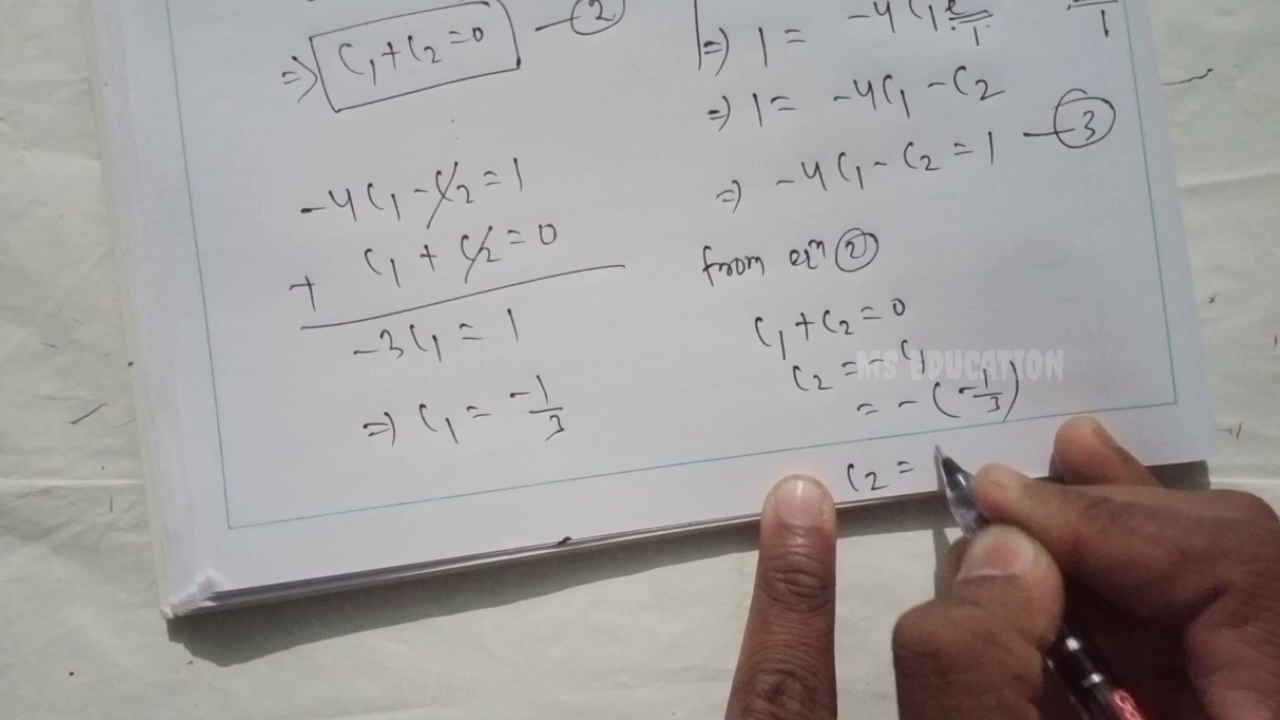 ⇒ C₁+C₂=0 —②
-4C₁-C₂=1
+ C₁+C₂=0
-3C₁=1
⇒ C₁=-1/3
⇒ 1=
⇒ 1= -4C₁-C₂
⇒ -4C₁-C₂=1 —③
from eqⁿ ②
C₁+C₂=0
C₂=-C₁
MS EDUCATION
=-(-1/3)
C₂=